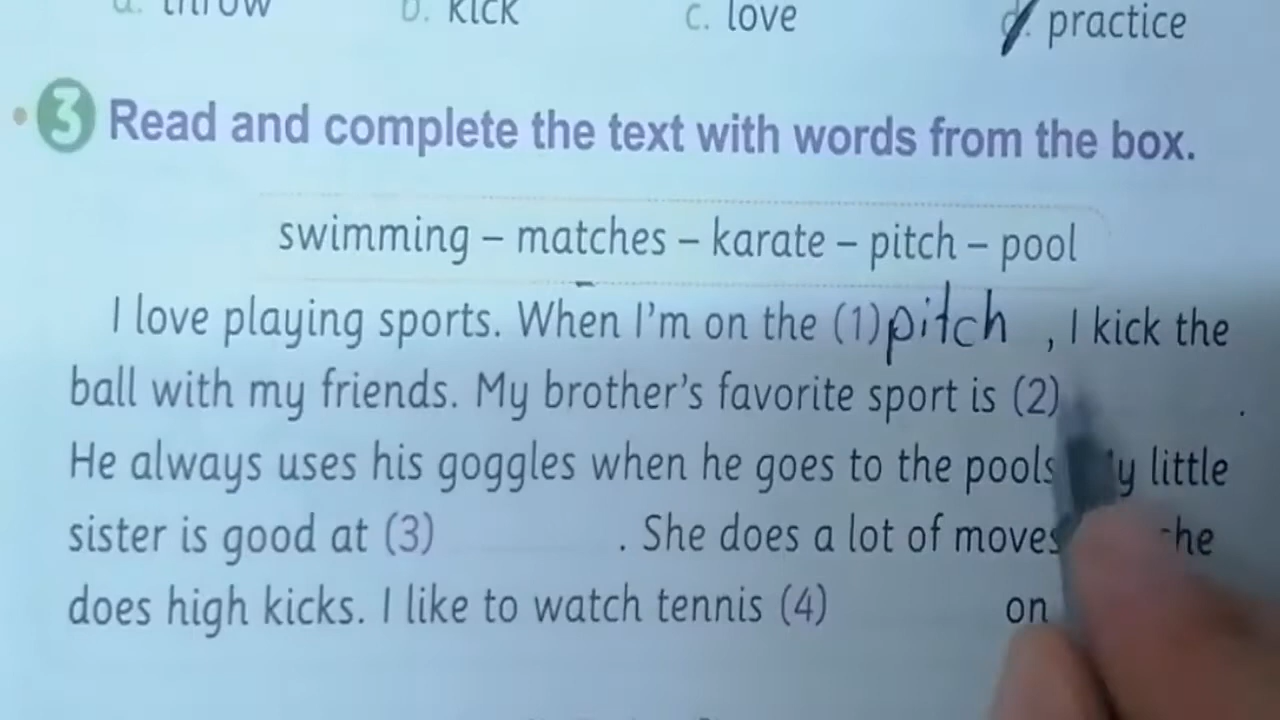 a. throw b. kick c. love d. practice
3 Read and complete the text with words from the box.
swimming – matches – karate – pitch – pool
I love playing sports. When I'm on the (1) pitch , I kick the
ball with my friends. My brother's favorite sport is (2) .
He always uses his goggles when he goes to the pools little
sister is good at (3) . She does a lot of moves
does high kicks. I like to watch tennis (4) on